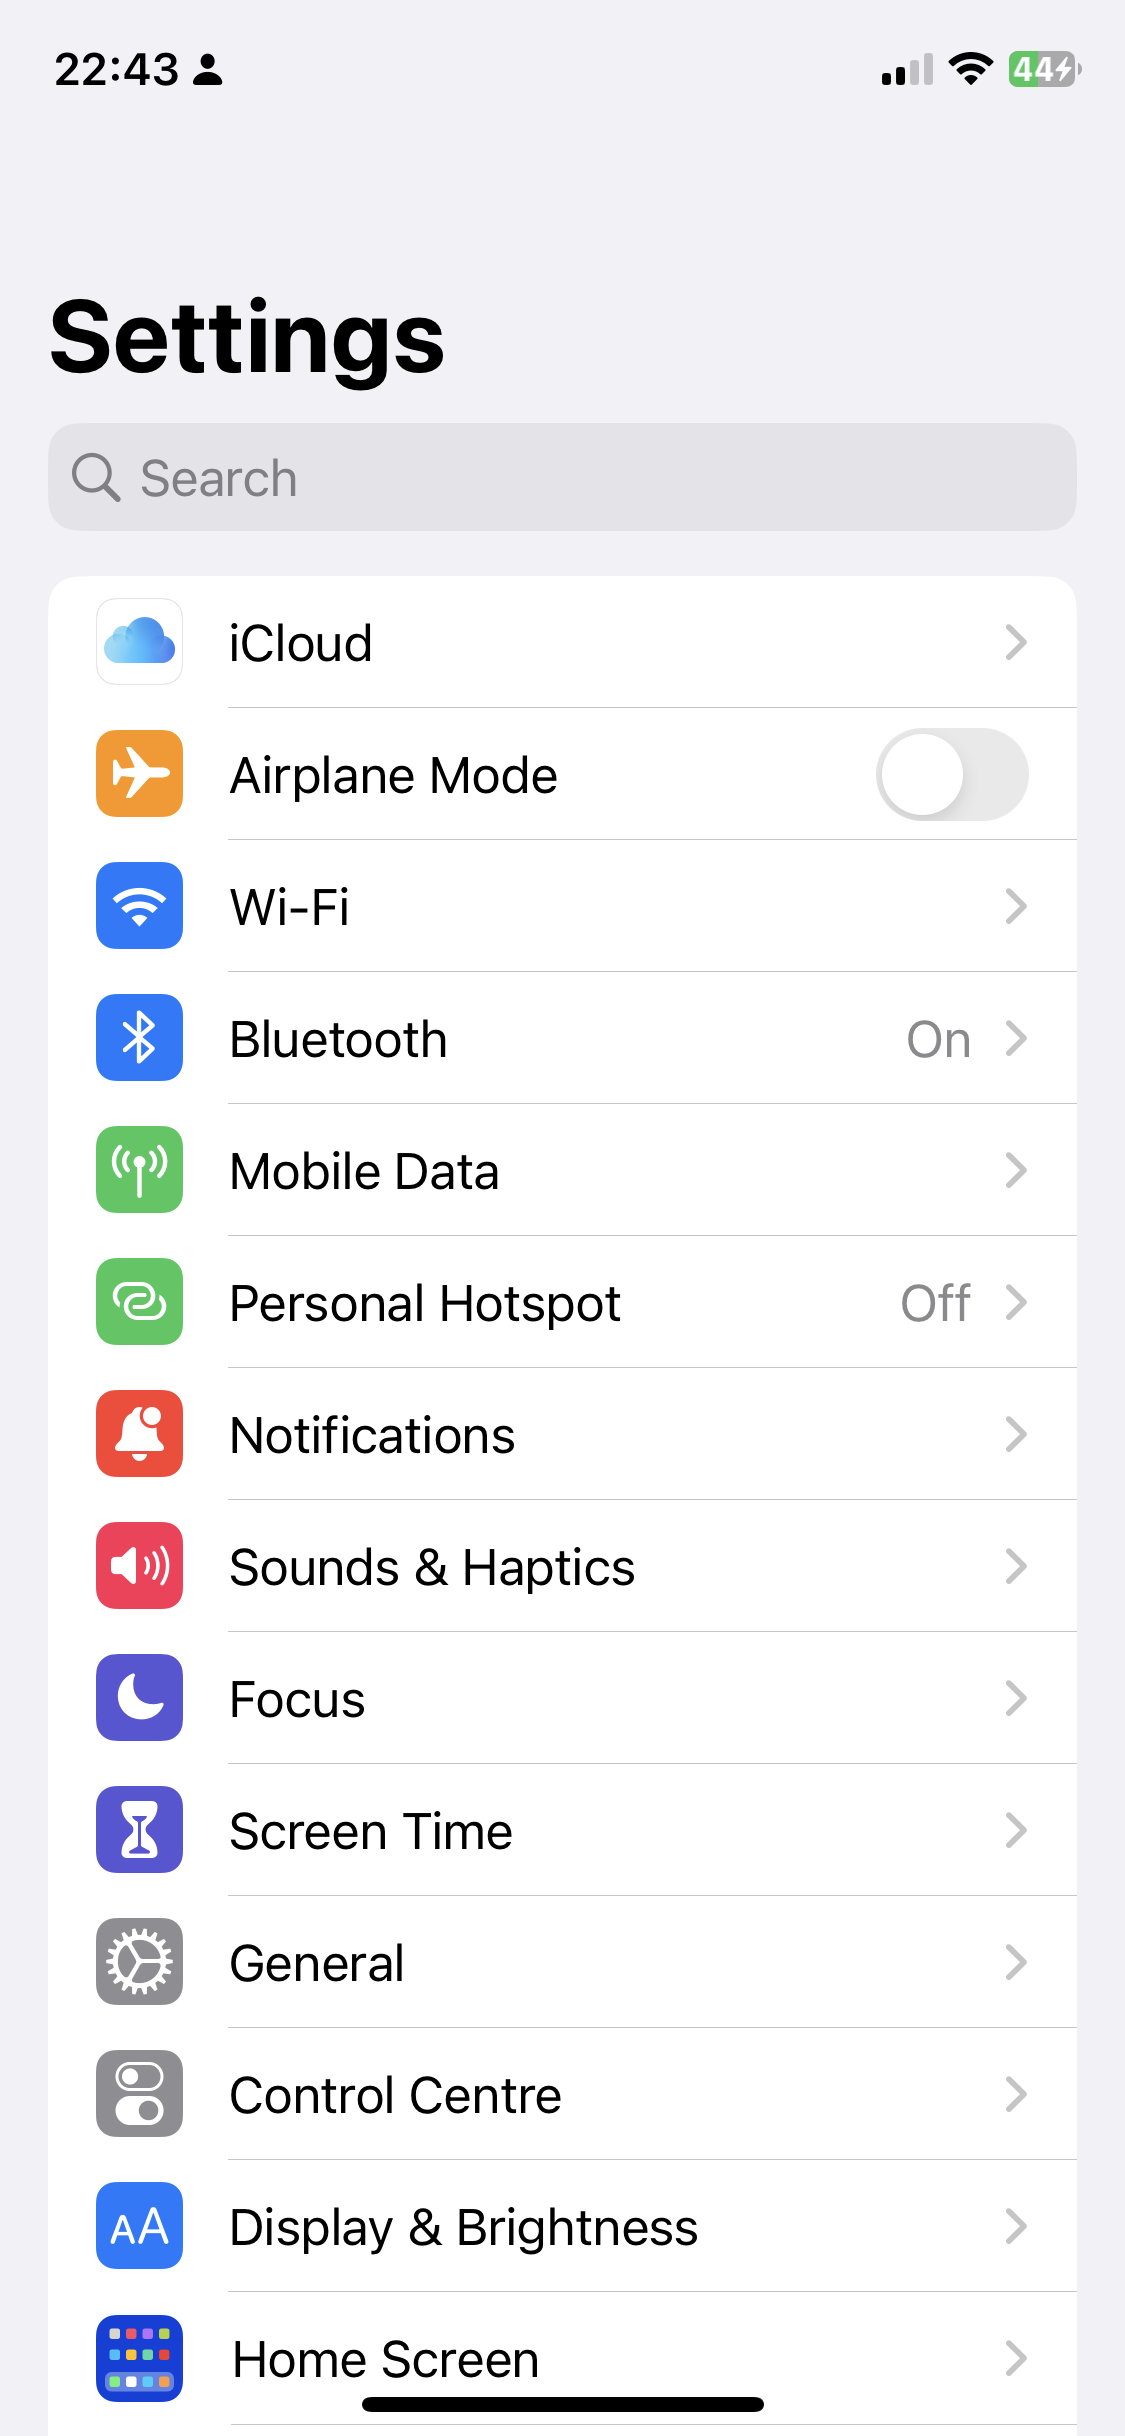 22:43
44
Settings
Search
iCloud
Airplane Mode
Wi-Fi
Bluetooth On
Mobile Data
Personal Hotspot Off
Notifications
Sounds & Haptics
Focus
Screen Time
General
Control Centre
AA Display & Brightness
Home Screen